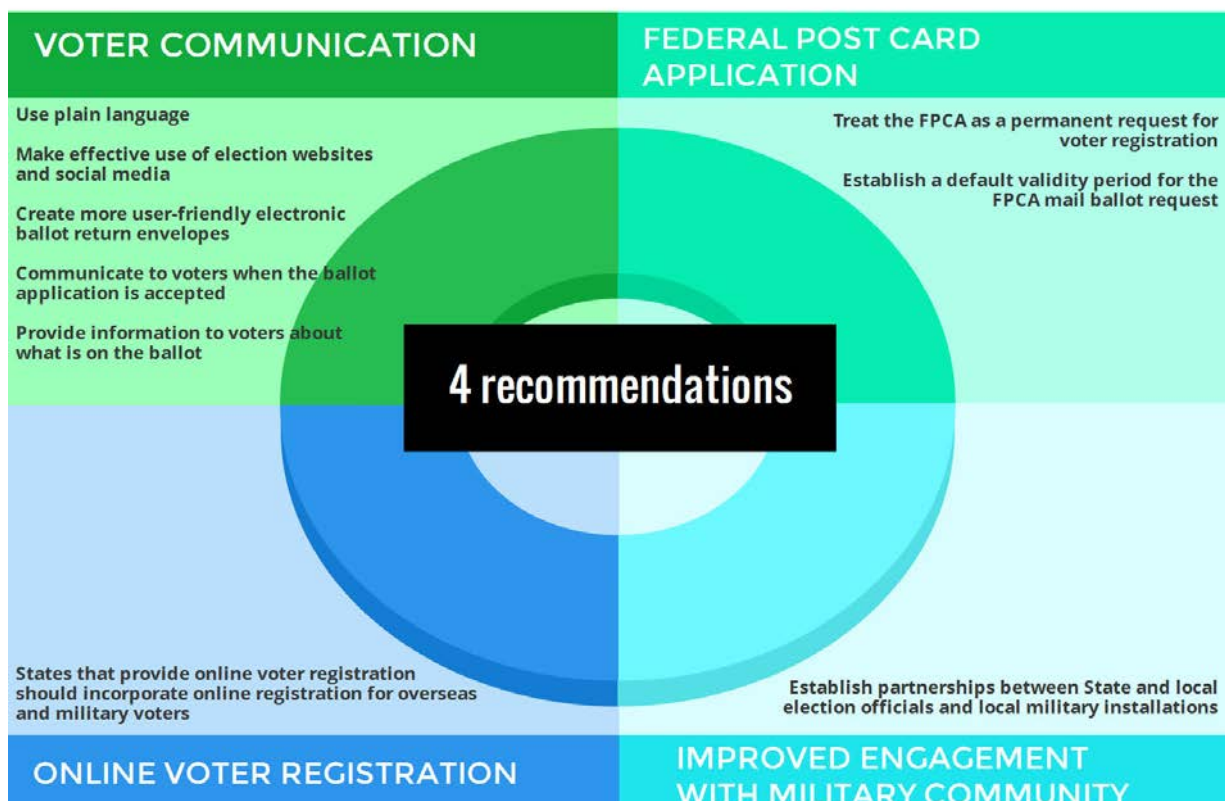 VOTER COMMUNICATION
Use plain language
Make effective use of election websites
and social media
Create more user-friendly electronic
ballot return envelopes
Communicate to voters when the ballot
application is accepted
Provide information to voters about
what is on the ballot
FEDERAL POST CARD
APPLICATION
Treat the FPCA as a permanent request for
voter registration
Establish a default validity period for the
FPCA mail ballot request
4 recommendations
States that provide online voter registration
should incorporate online registration for overseas
and military voters
ONLINE VOTER REGISTRATION
Establish partnerships between State and local
election officials and local military installations
IMPROVED ENGAGEMENT
WITH MILITARY COMMUNITY